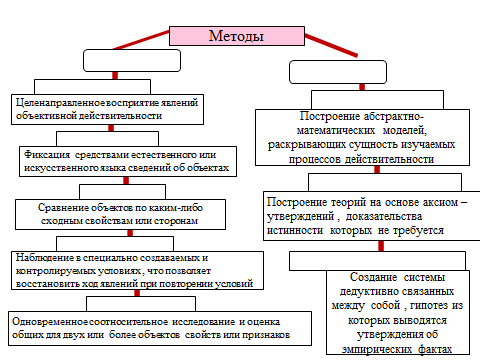 Методы
Целенаправленное восприятие явлений
объективной действительности
Фиксация средствами естественного или
искусственного языка сведений об объектах
Сравнение объектов по каким-либо
сходным свойствам или сторонам
Наблюдение в специально создаваемых и
контролируемых условиях , что позволяет
восстановить ход явлений при повторении условий
Одновременное соотносительное исследование и оценка
общих для двух или более объектов свойств или признаков
Построение абстрактно-
математических моделей,
раскрывающих сущность изучаемых
процессов действительности
Построение теорий на основе аксиом –
утверждений , доказательства
истинности которых не требуется
Создание системы
дедуктивно связанных
между собой , гипотез из
которых выводятся
утверждения об
эмпирических фактах